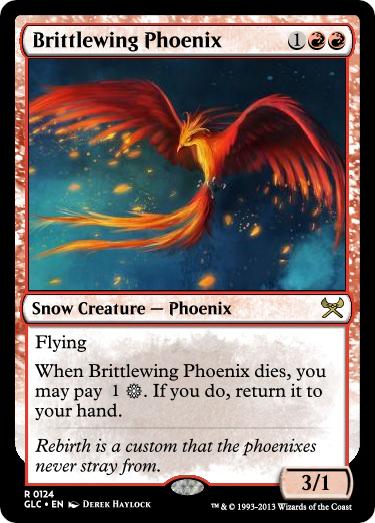 Brittlewing Phoenix 1
Snow Creature — Phoenix
Flying
When Brittlewing Phoenix dies, you
may pay 1 . If you do, return it to
your hand.
Rebirth is a custom that the phoenixes
never stray from.
3/1
R 0124
GLC • EN DEREK HAYLOCK
™ & © 1993-2013 Wizards of the Coast